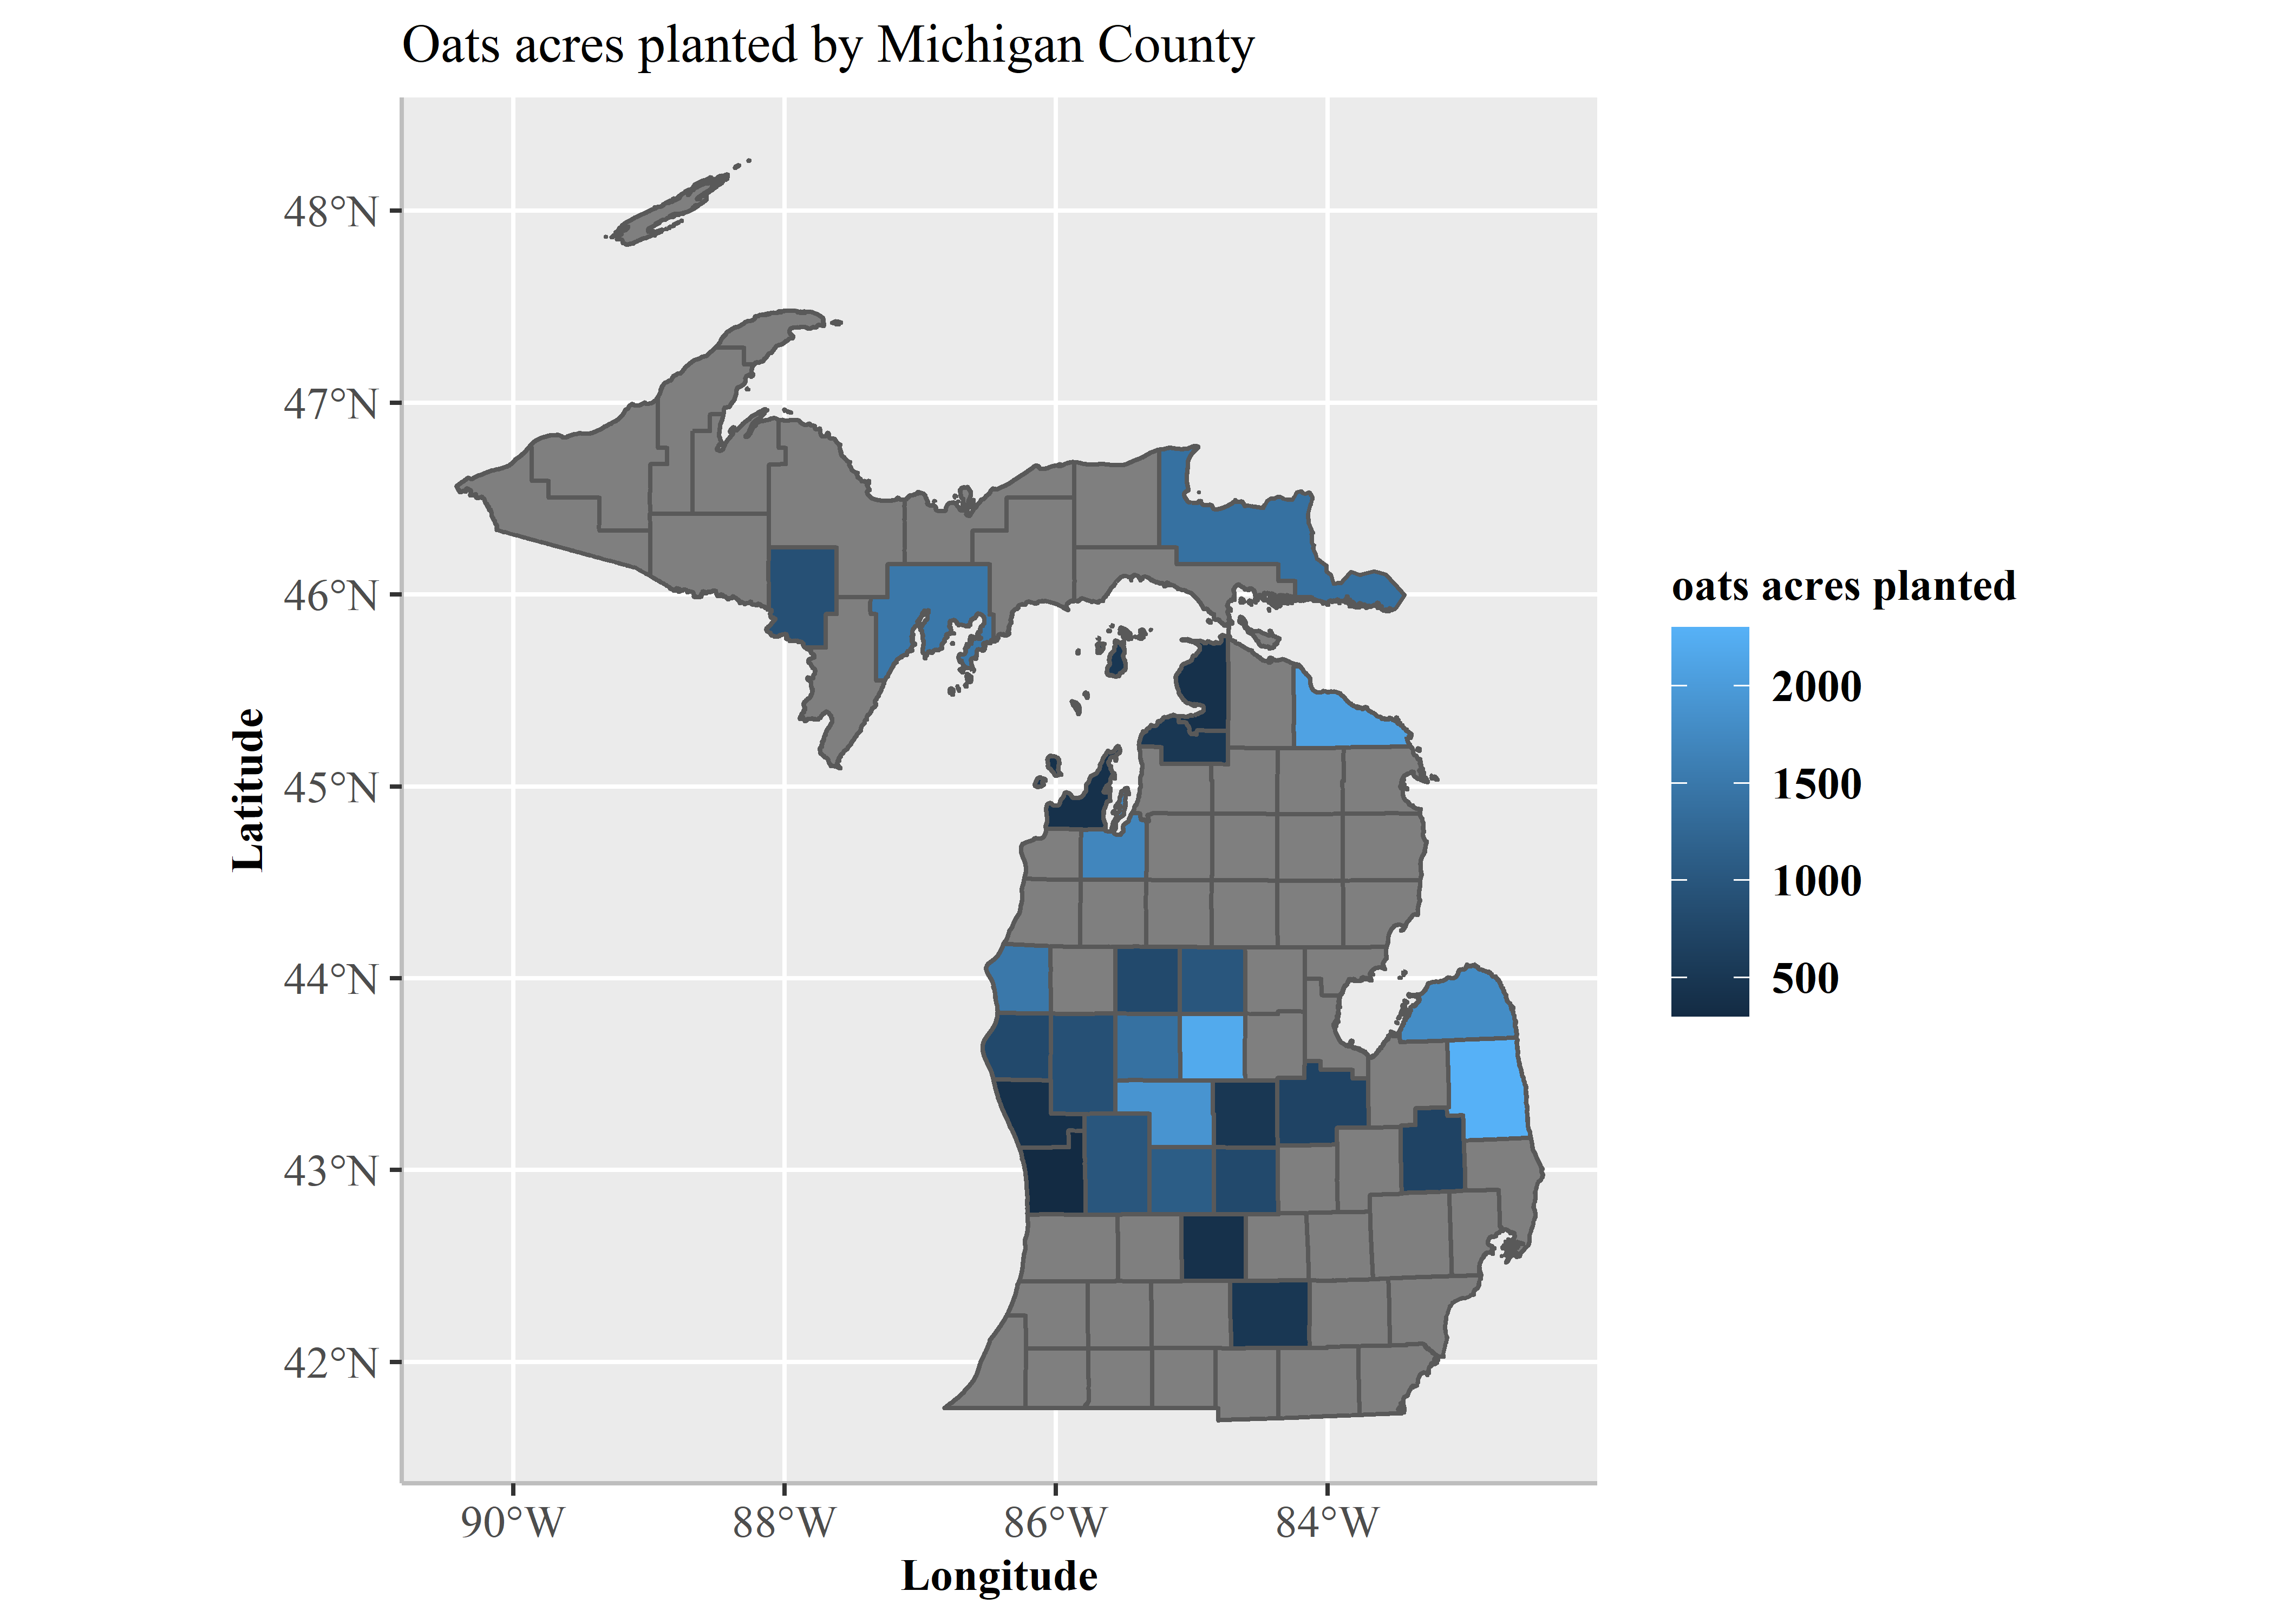 Oats acres planted by Michigan County
48°N
47°N
46°N
45°N
44°N
43°N
42°N
Latitude
90°W 88°W 86°W 84°W
Longitude
oats acres planted
2000
1500
1000
500